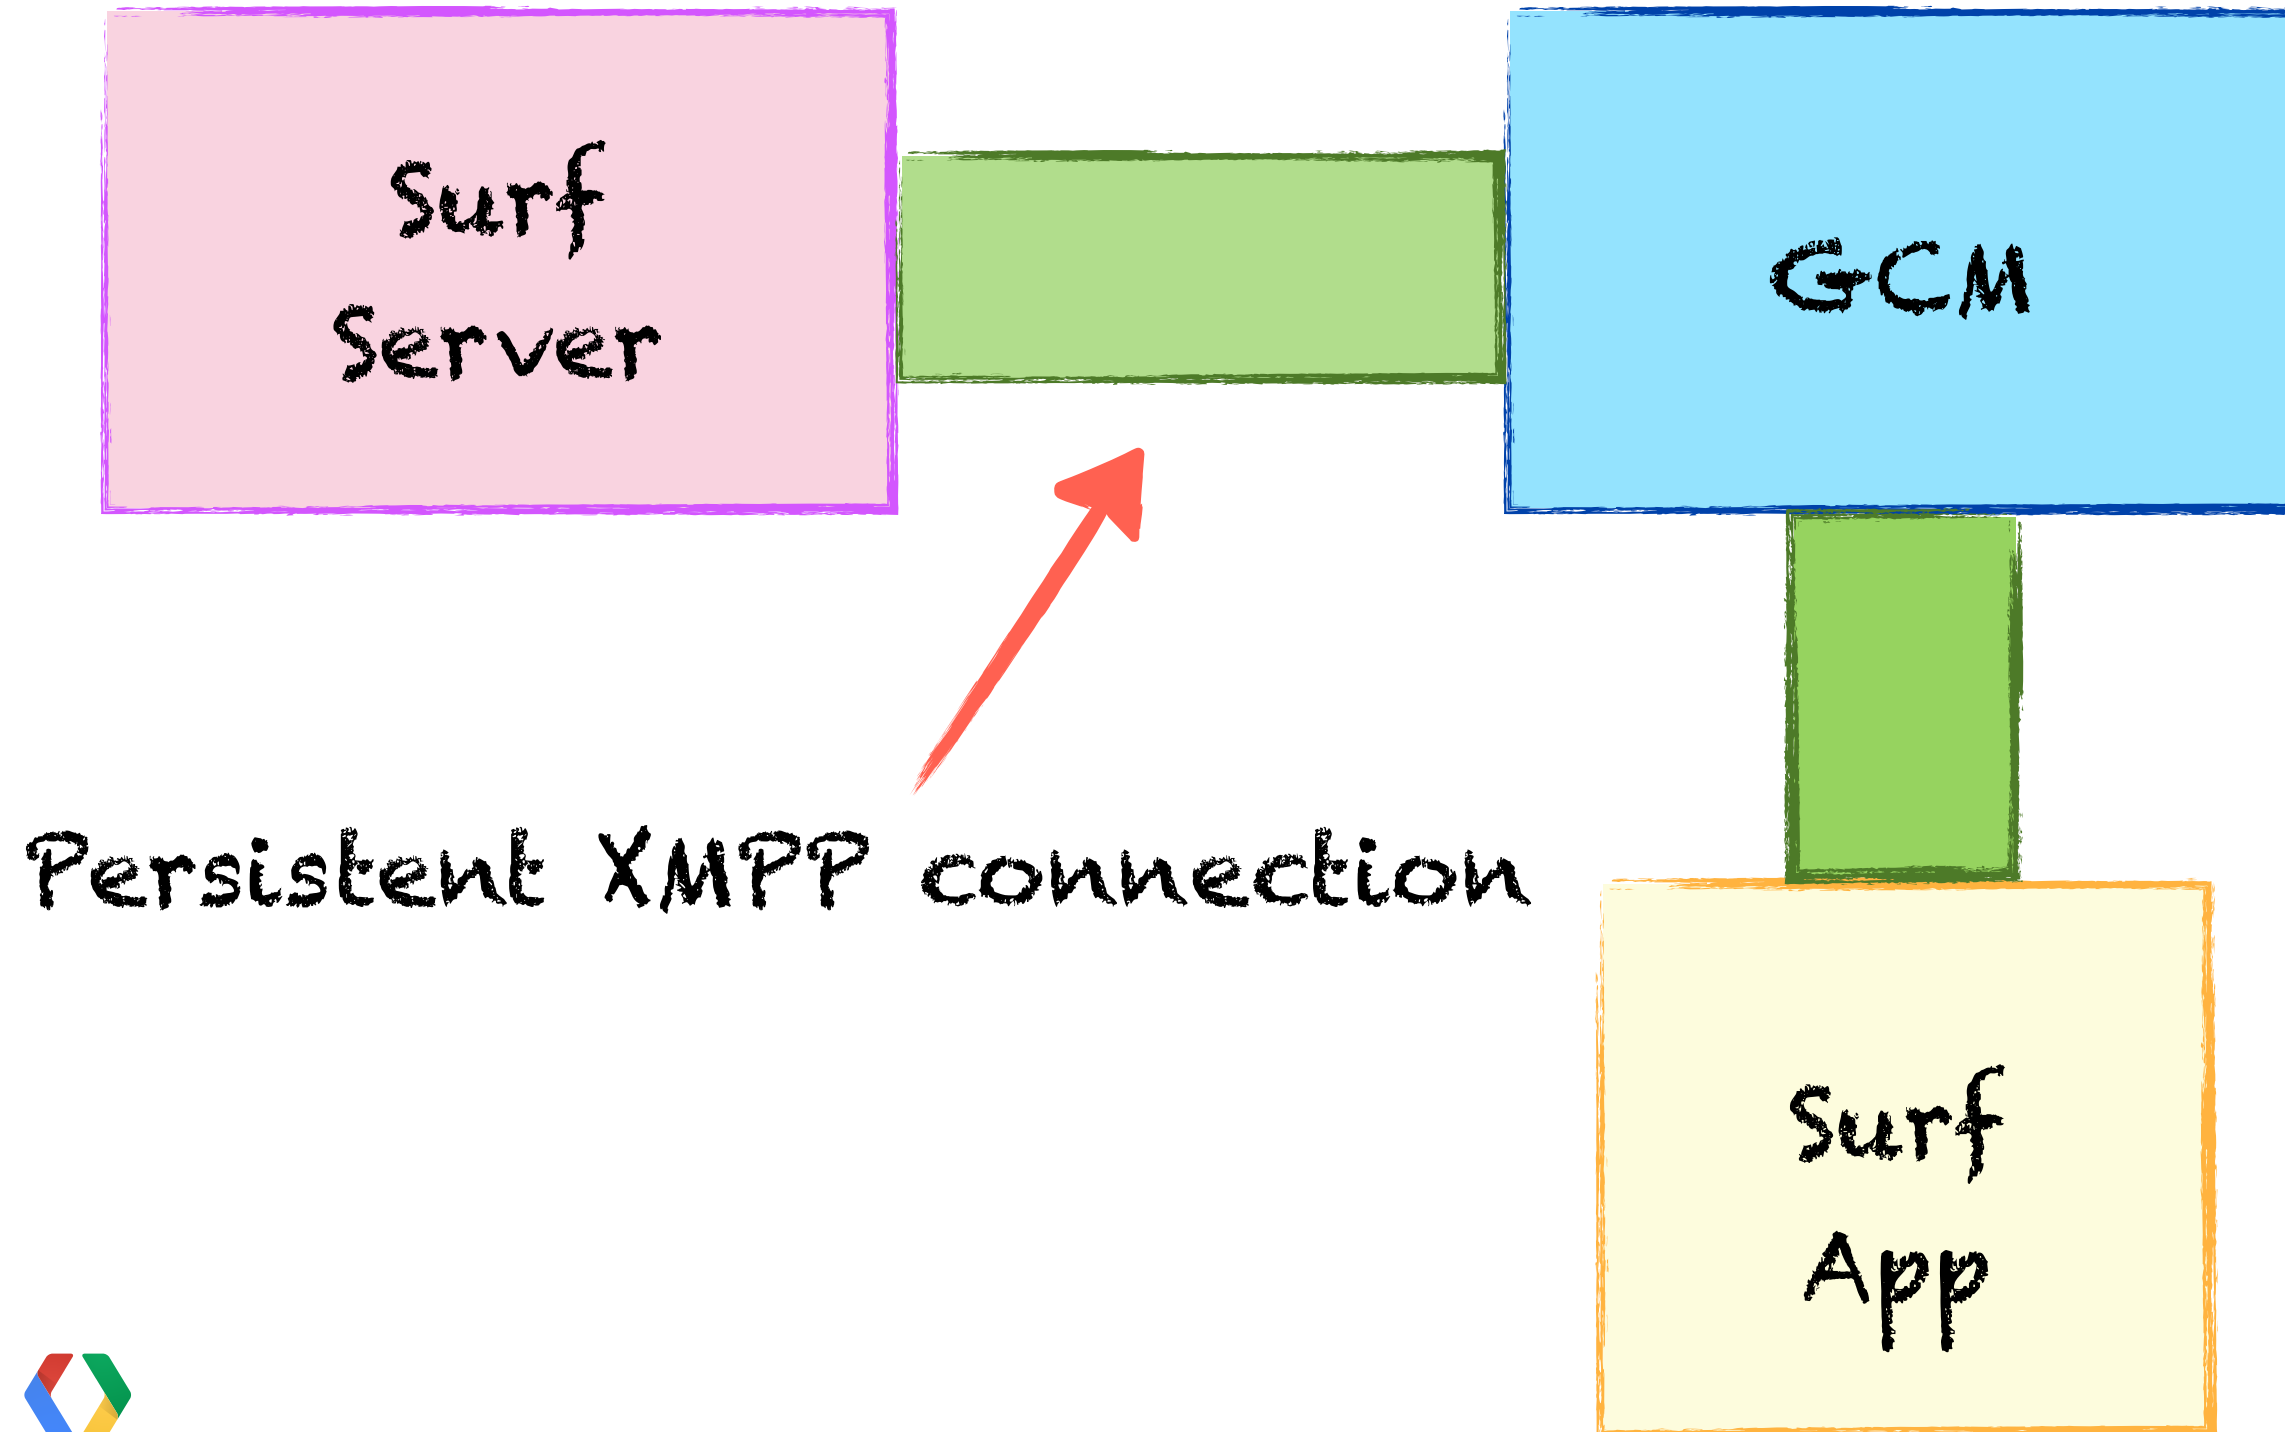 Surf
Server
GCM
Persistent XMPP connection
Surf
App